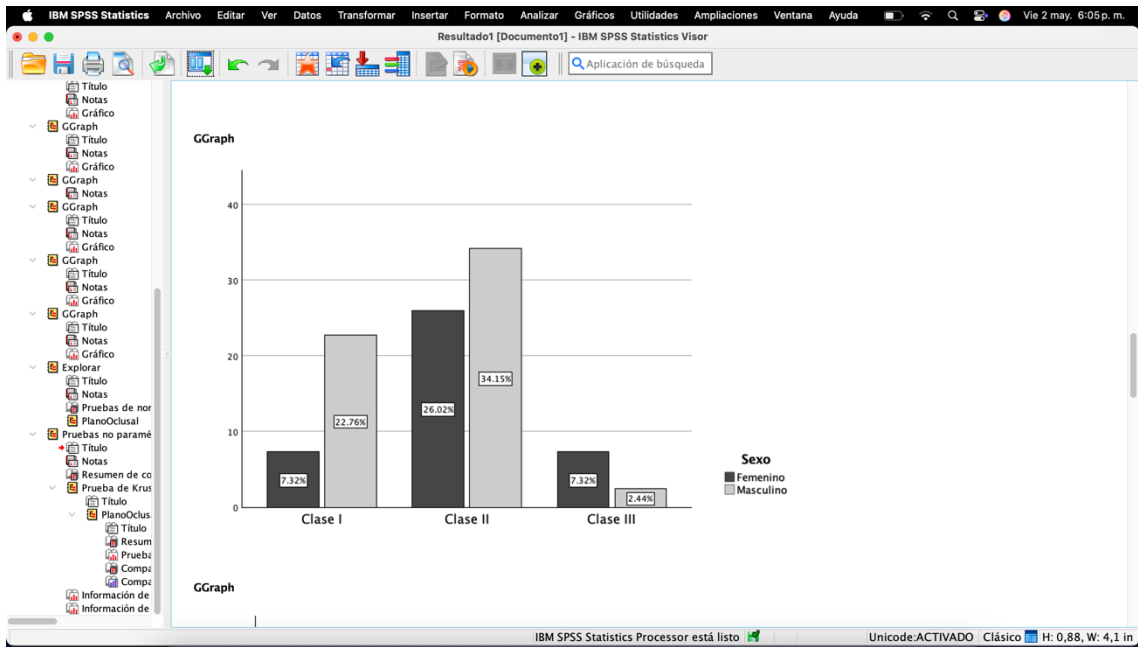 IBM SPSS Statistics Archivo Editar Ver Datos Transformar Insertar Formato Analizar Gráficos Utilidades Ampliaciones Ventana Ayuda Vie 2 may. 6:05 p. m.
Resultado1 [Documento1] - IBM SPSS Statistics Visor
Aplicación de búsqueda
Título
Notas
Gráfico
GGraph
Título
Notas
Gráfico
GGraph
Notas
GGraph
Título
Notas
Gráfico
GGraph
Título
Notas
Gráfico
GGraph
Título
Notas
Gráfico
Explorar
Título
Notas
Pruebas de nor
PlanoOclusal
Pruebas no paramé
Título
Notas
Resumen de co
Prueba de Krus
Título
PlanoOclus
Título
Resum
Prueba
Compa
Compa
Información de
Información de
GGraph
40
30
20
10
0
7.32%
22.76%
26.02%
34.15%
7.32%
2.44%
Clase I
Clase II
Clase III
Sexo
Femenino
Masculino
GGraph
IBM SPSS Statistics Processor está listo Unicode:ACTIVADO Clásico H: 0,88, W: 4,1 in